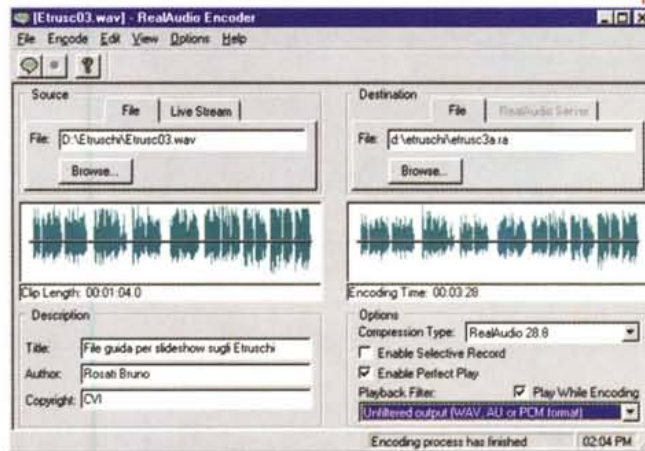 [Etrusc03.wav] - RealAudio Encoder
File Encode Edit View Options Help
Source
File Live Stream
File: D:\Etruschi\Etrusc03.wav
Browse...
Destination
File RealAudio Server
File: d:\etruschi\etrusc3a.ra
Browse...
Clip Length: 00:01:04.0
Encoding Time: 00:03:28
Description
Title: File guida per slideshow sugli Etruschi
Author: Rosati Bruno
Copyright: CVI
Options
Compression Type: RealAudio 28.8
Enable Selective Record
Enable Perfect Play
Playback Filter: Play While Encoding
Unfiltered output (WAV, AU or PCM format)
Encoding process has finished 02:04 PM